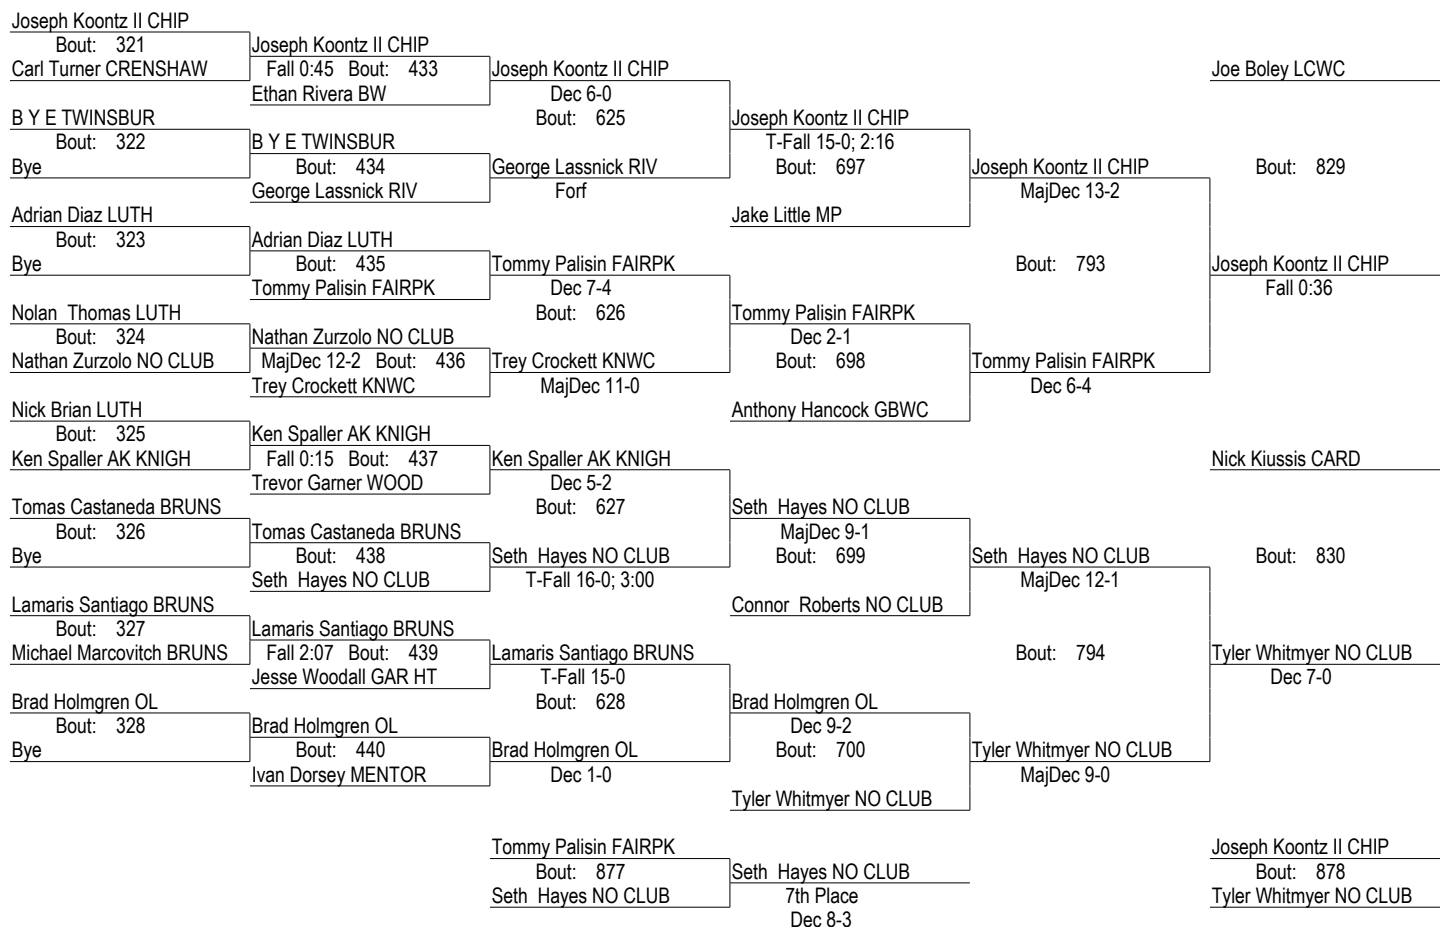 Joseph Koontz II CHIP
Bout: 321
Carl Turner CRENSHAW
B Y E TWINSBUR
Bout: 322
Bye
Adrian Diaz LUTH
Bout: 323
Bye
Nolan Thomas LUTH
Bout: 324
Nathan Zurzolo NO CLUB
Nick Brian LUTH
Bout: 325
Ken Spaller AK KNIGH
Tomas Castaneda BRUNS
Bout: 326
Bye
Lamaris Santiago BRUNS
Bout: 327
Michael Marcovitch BRUNS
Brad Holmgren OL
Bout: 328
Bye
Joseph Koontz II CHIP
Fall 0:45 Bout: 433
Ethan Rivera BW
B Y E TWINSBUR
Bout: 434
George Lassnick RIV
Adrian Diaz LUTH
Bout: 435
Tommy Palisin FAIRPK
Nathan Zurzolo NO CLUB
MajDec 12-2 Bout: 436
Trey Crockett KNWC
Ken Spaller AK KNIGH
Fall 0:15 Bout: 437
Trevor Garner WOOD
Tomas Castaneda BRUNS
Bout: 438
Seth Hayes NO CLUB
Lamaris Santiago BRUNS
Fall 2:07 Bout: 439
Jesse Woodall GAR HT
Brad Holmgren OL
Bout: 440
Ivan Dorsey MENTOR
Joseph Koontz II CHIP
Dec 6-0
Bout: 625
George Lassnick RIV
Forf
Tommy Palisin FAIRPK
Dec 7-4
Bout: 626
Trey Crockett KNWC
MajDec 11-0
Ken Spaller AK KNIGH
Dec 5-2
Bout: 627
Seth Hayes NO CLUB
T-Fall 16-0; 3:00
Lamaris Santiago BRUNS
T-Fall 15-0
Bout: 628
Brad Holmgren OL
Dec 1-0
Joseph Koontz II CHIP
T-Fall 15-0; 2:16
Bout: 697
Jake Little MP
Tommy Palisin FAIRPK
Dec 2-1
Bout: 698
Anthony Hancock GBWC
Seth Hayes NO CLUB
MajDec 9-1
Bout: 699
Connor Roberts NO CLUB
Brad Holmgren OL
Dec 9-2
Bout: 700
Tyler Whitmyer NO CLUB
Joseph Koontz II CHIP
MajDec 13-2
Bout: 793
Tommy Palisin FAIRPK
Dec 6-4
Seth Hayes NO CLUB
MajDec 12-1
Bout: 794
Tyler Whitmyer NO CLUB
MajDec 9-0
Joe Boley LCWC
Bout: 829
Joseph Koontz II CHIP
Fall 0:36
Nick Kiussis CARD
Bout: 830
Tyler Whitmyer NO CLUB
Dec 7-0
Tommy Palisin FAIRPK
Bout: 877
Seth Hayes NO CLUB
Seth Hayes NO CLUB
7th Place
Dec 8-3
Joseph Koontz II CHIP
Bout: 878
Tyler Whitmyer NO CLUB